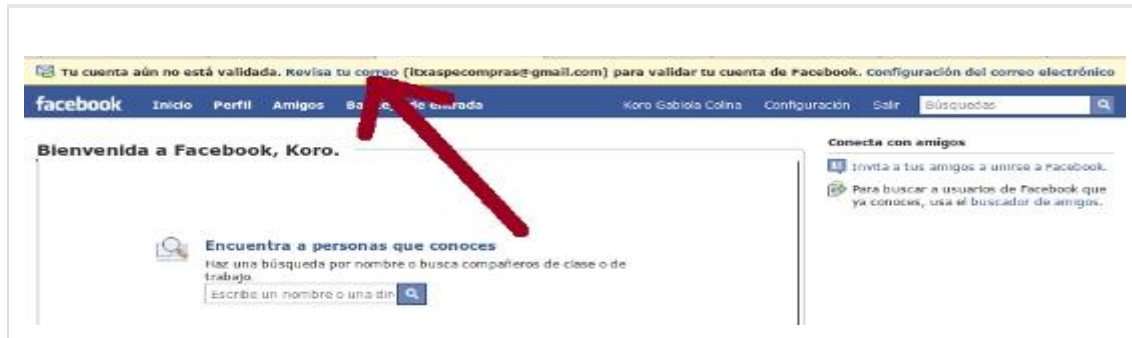 Tu cuenta aún no está validada. Revisa tu correo (itxaspecompras@gmail.com) para validar tu cuenta de Facebook. Configuración del correo electrónico
facebook Inicio Perfil Amigos entrada Koro Gabiola Colina Configuración Salir Búsquedas
Bienvenida a Facebook, Koro.
Conecta con amigos
Invita a tus amigos a unirse a Facebook.
Para buscar a usuarios de Facebook que
ya conoces, usa el buscador de amigos.
Encuentra a personas que conoces
Haz una búsqueda por nombre o busca compañeros de clase o de
trabajo.
Escribe un nombre o una dir